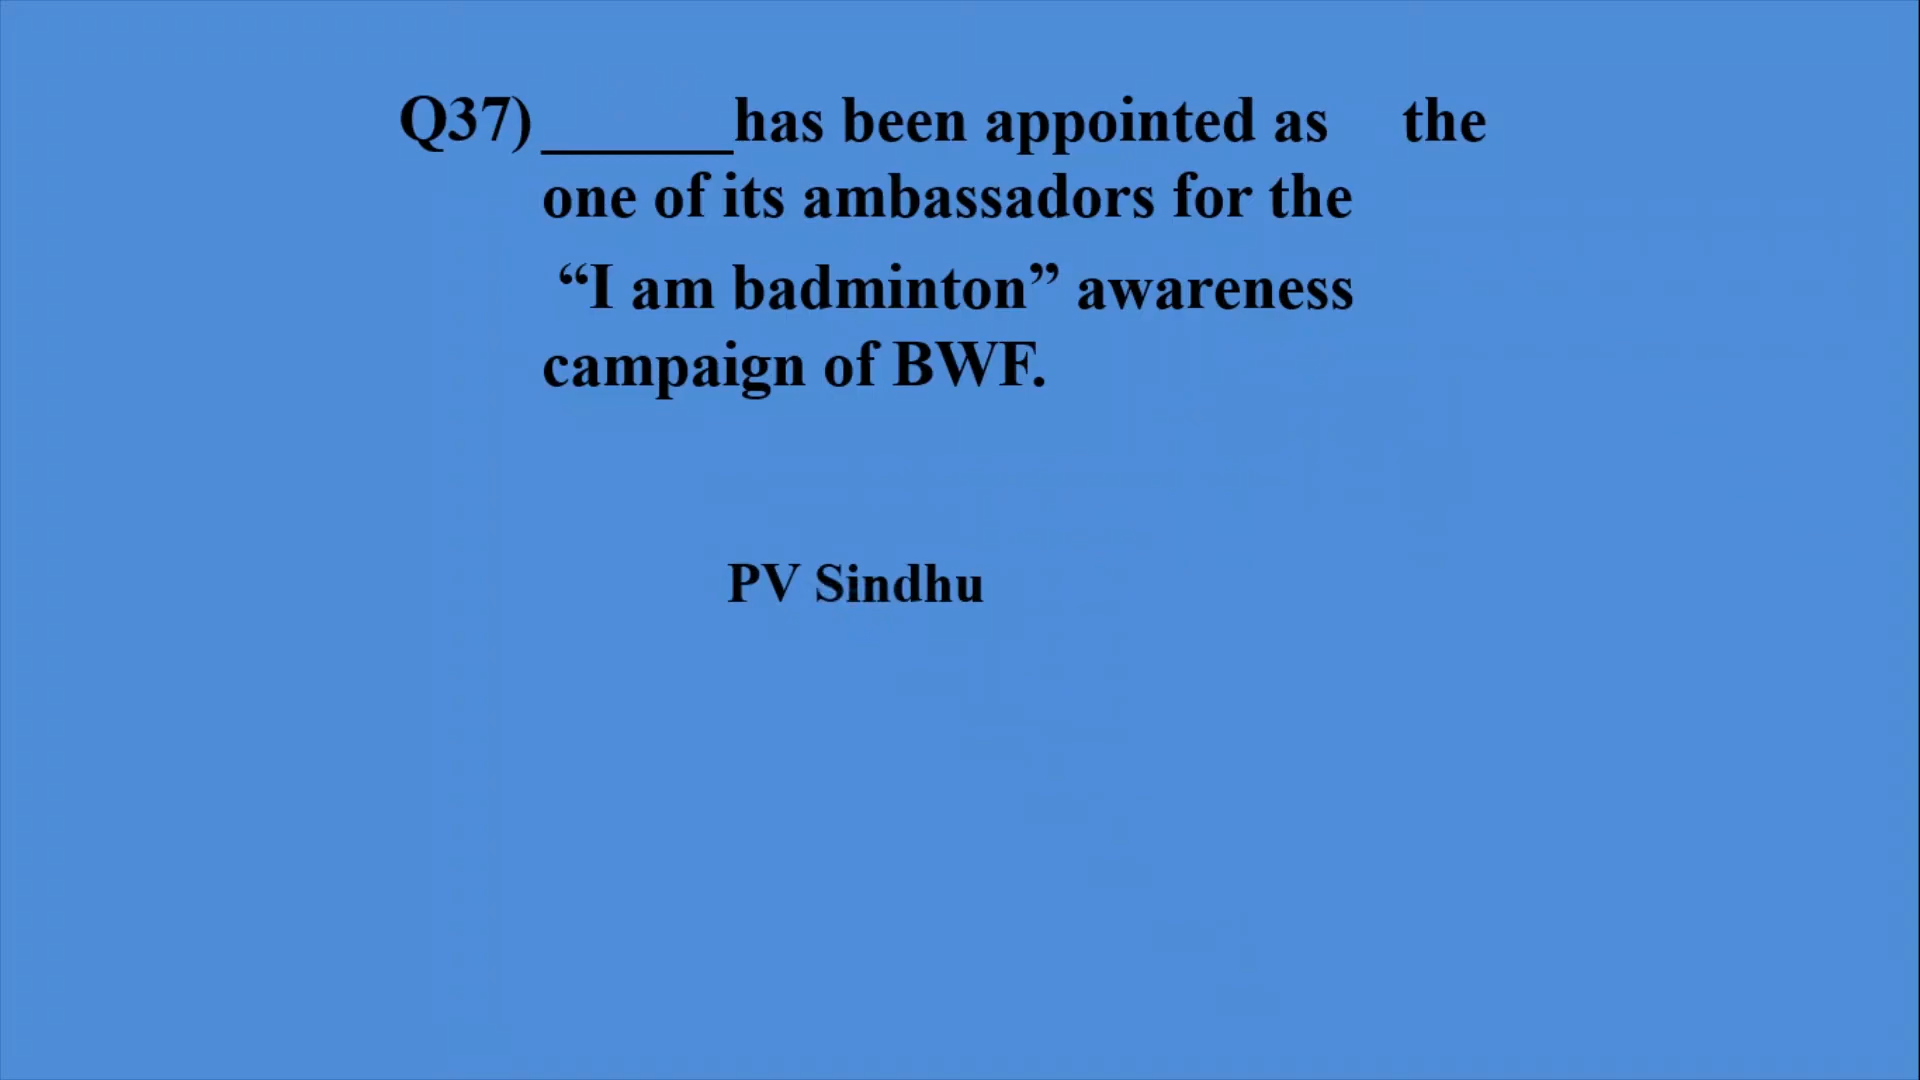 Q37) ______has been appointed as the
one of its ambassadors for the
“I am badminton” awareness
campaign of BWF.
PV Sindhu